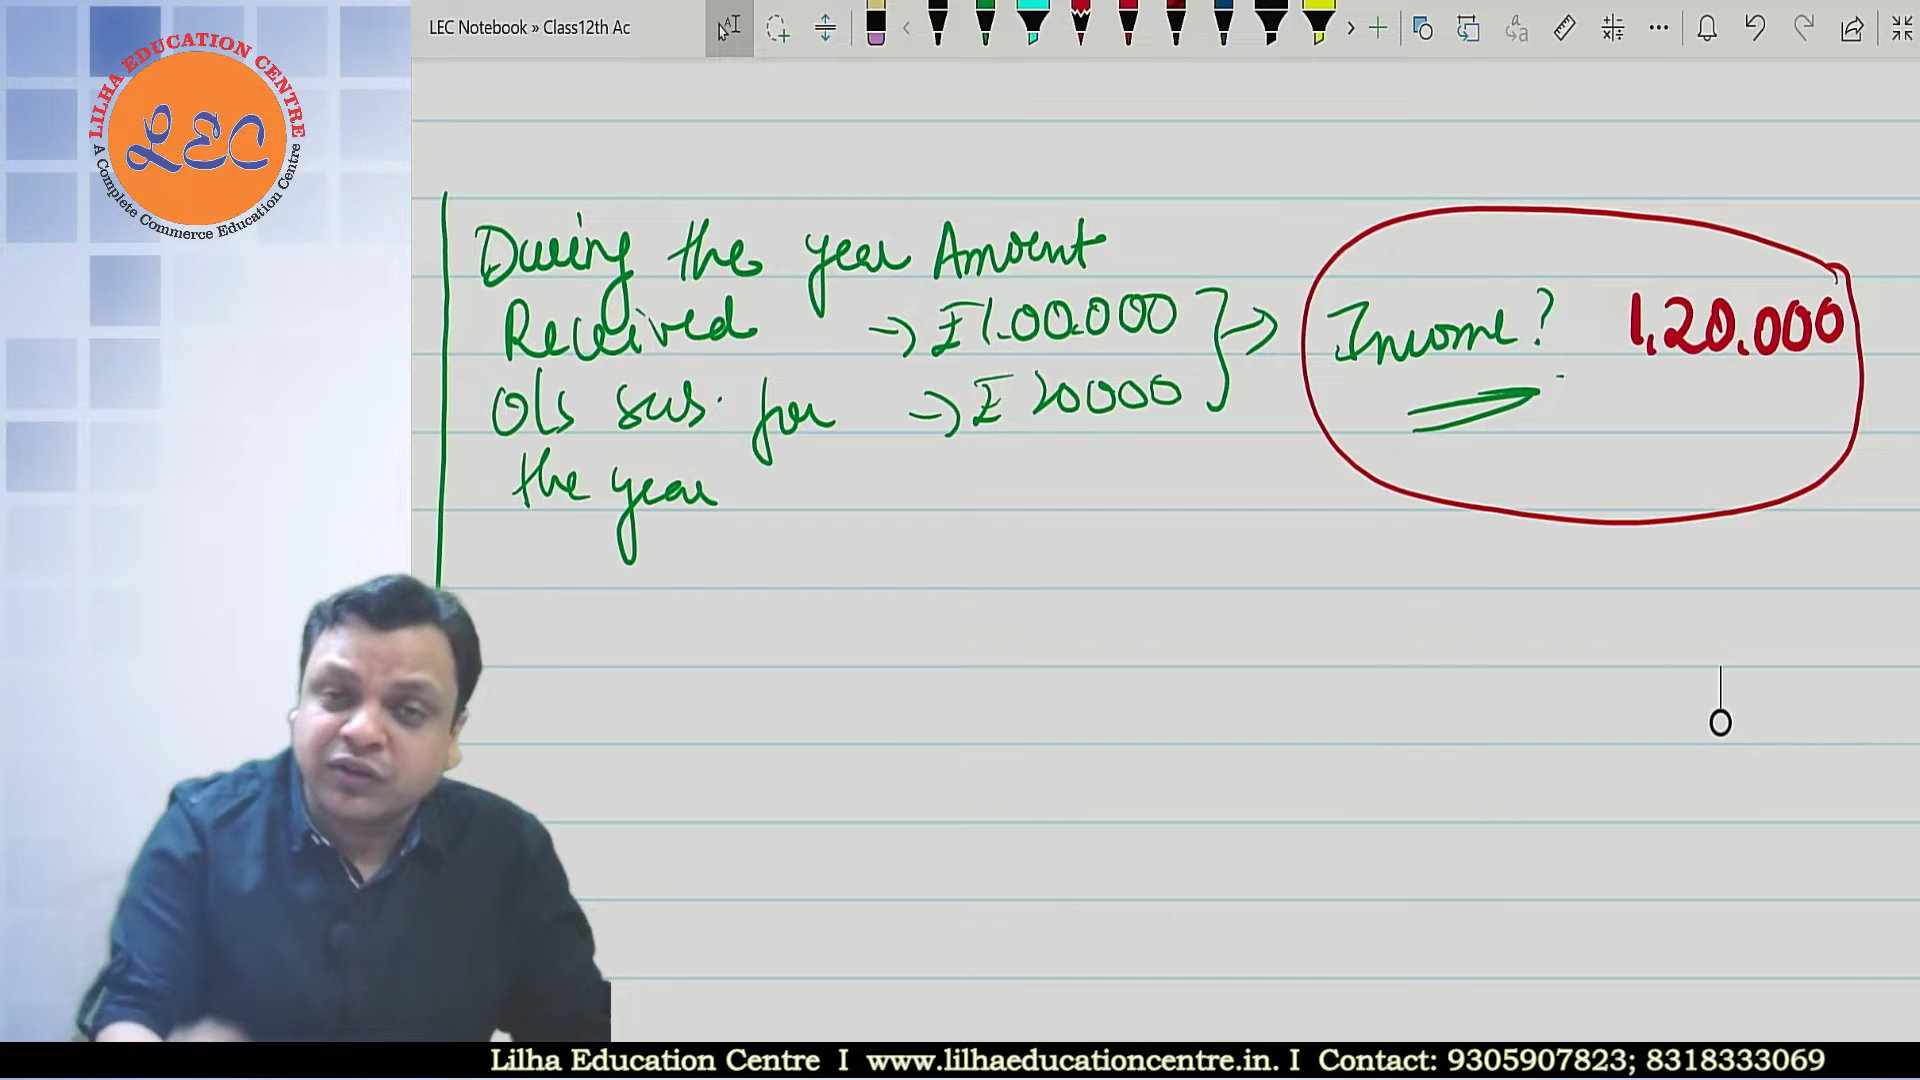 LEC Notebook » Class12th Ac
LILHA EDUCATION CENTRE
LEC
A Complete Commerce Education Centre
During the year Amount
Received → ₹1.00.000
O/s sub. for → ₹ 20000
the year
→ Income? 1,20.000
Lilha Education Centre I www.lilhaeducationcentre.in. I Contact: 9305907823; 8318333069